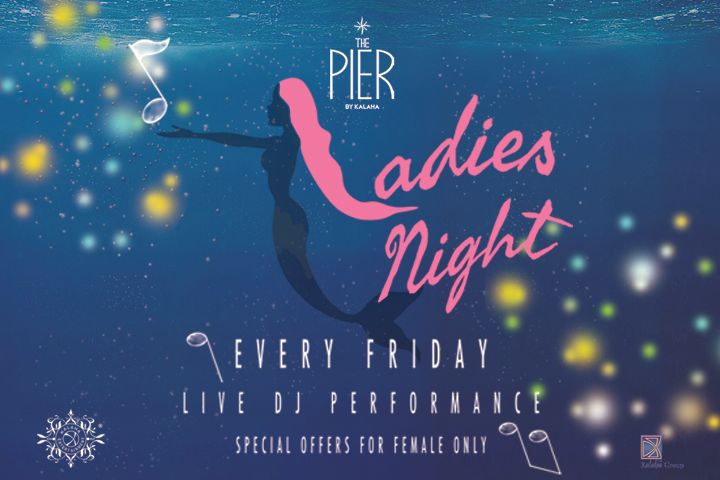 THE
PIER
BY KALAHA
Ladies
Night
EVERY FRIDAY
LIVE DJ PERFORMANCE
SPECIAL OFFERS FOR FEMALE ONLY